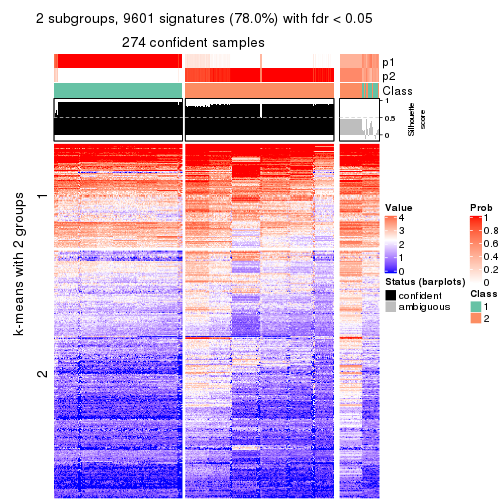 2 subgroups, 9601 signatures (78.0%) with fdr < 0.05
274 confident samples
p1
p2
Class
1
0.5
0
Silhouette
score
k-means with 2 groups
1
2
Value
4
3
2
1
0
Status (barplots)
confident
ambiguous
Prob
1
0.8
0.6
0.4
0.2
0
Class
1
2